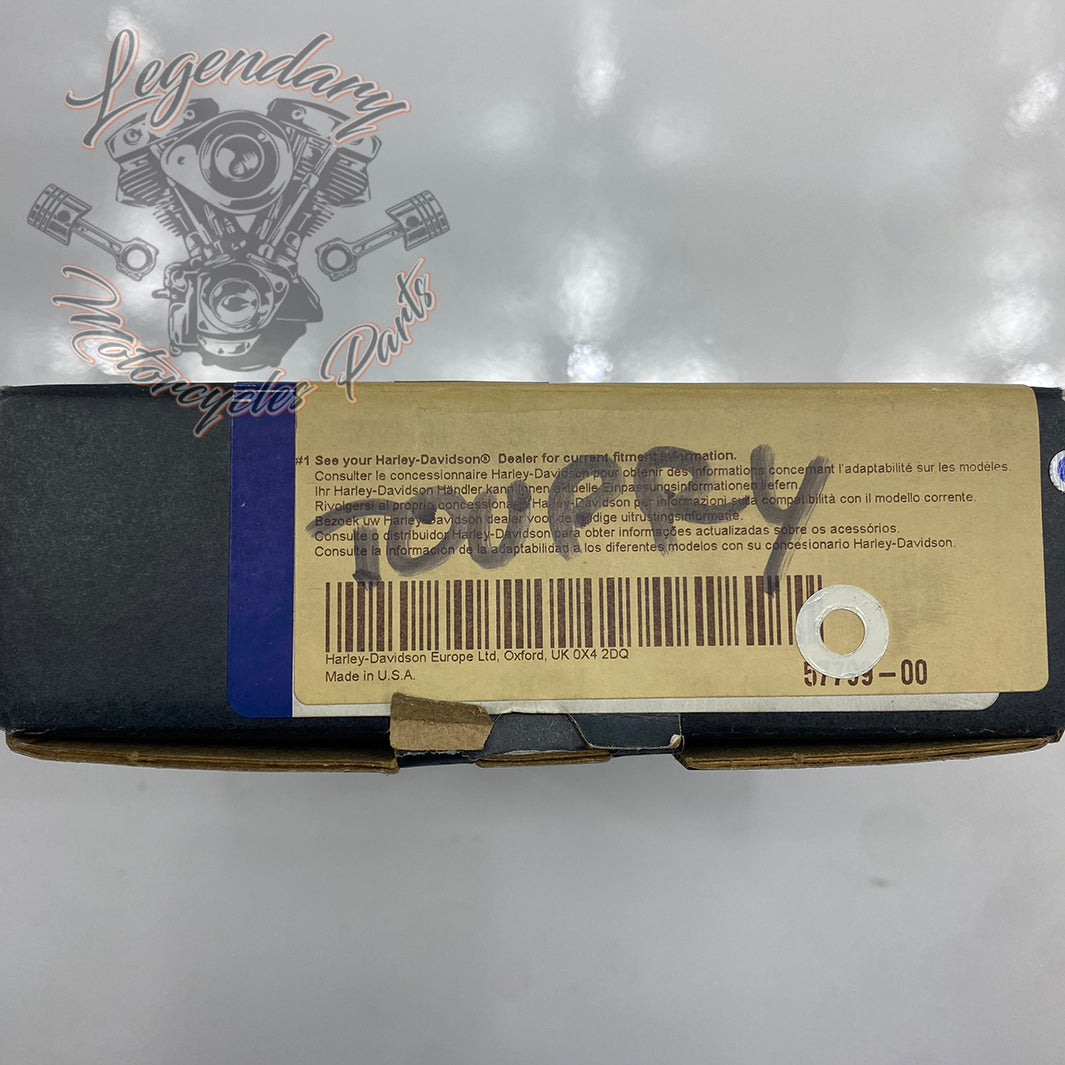 Legendary
Motorcycles Parts
#1 See your Harley-Davidson® Dealer for current fitment information.
Consulter le concessionnaire Harley-Davidson pour obtenir des informations concernant l'adaptabilité sur les modèles.
Ihr Harley-Davidson Händler kann Ihnen aktuelle Einpassungsinformationen liefern.
Rivolgersi al proprio concessionario Harley-Davidson per informazioni sulla compatibilità con il modello corrente.
Bezoek uw Harley-Davidson dealer voor de nodige uitrustingsinformatie.
Consulte o distribuidor Harley-Davidson para obter informações actualizadas sobre os acessórios.
Consulte la información de la adaptabilidad a los diferentes modelos con su concesionario Harley-Davidson.
Harley-Davidson Europe Ltd, Oxford, UK 0X4 2DQ
Made in U.S.A.
57799-00